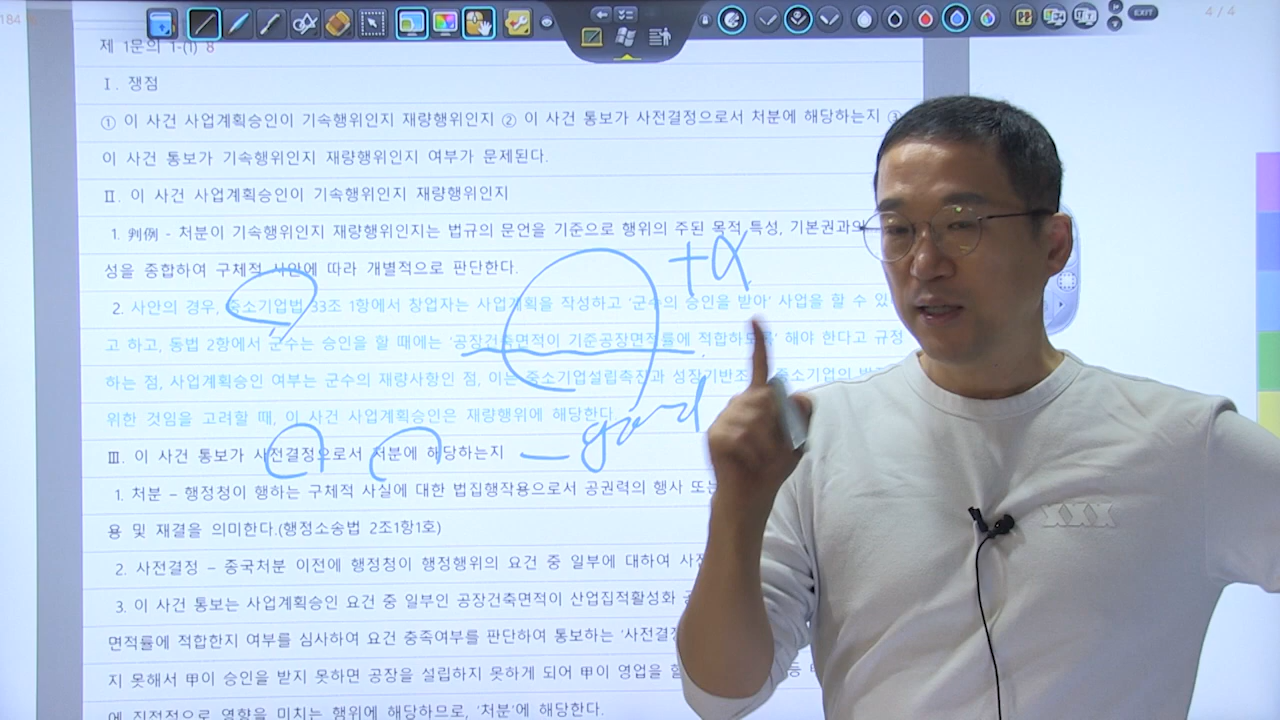 184
4 / 4
EXIT
제 1문의 1-(1) 8
Ⅰ. 쟁점
① 이 사건 사업계획승인이 기속행위인지 재량행위인지 ② 이 사건 통보가 사전결정으로서 처분에 해당하는지 ③
이 사건 통보가 기속행위인지 재량행위인지 여부가 문제된다.
Ⅱ. 이 사건 사업계획승인이 기속행위인지 재량행위인지
1. 判例 - 처분이 기속행위인지 재량행위인지는 법규의 문언을 기준으로 행위의 주된 목적,특성, 기본권과의
성을 종합하여 구체적 사안에 따라 개별적으로 판단한다.
+α
2. 사안의 경우, 중소기업법 33조 1항에서 창업자는 사업계획을 작성하고 '군수의 승인을 받아' 사업을 할 수 있
고 하고, 동법 2항에서 군수는 승인을 할 때에는 '공장건축면적이 기준공장면적률에 적합하도록' 해야 한다고 규정
하는 점, 사업계획승인 여부는 군수의 재량사항인 점, 이는 중소기업설립촉진과 성장기반조 중소기업의
위한 것임을 고려할 때, 이 사건 사업계획승인은 재량행위에 해당한다.
Ⅲ. 이 사건 통보가 사전결정으로서 처분에 해당하는지
good
1. 처분 – 행정청이 행하는 구체적 사실에 대한 법집행작용으로서 공권력의 행사 또는
용 및 재결을 의미한다.(행정소송법 2조1항1호)
2. 사전결정 – 중국처분 이전에 행정청이 행정행위의 요건 중 일부에 대하여 사전
3. 이 사건 통보는 사업계획승인 요건 중 일부인 공장건축면적이 산업집적활성화
면적률에 적합한지 여부를 심사하여 요건 충족여부를 판단하여 통보하는 '사전결
지 못해서 甲이 승인을 받지 못하면 공장을 설립하지 못하게 되어 甲이 영업을 할 등
에 직접적으로 영향을 미치는 행위에 해당하므로, '처분'에 해당한다.
XXX